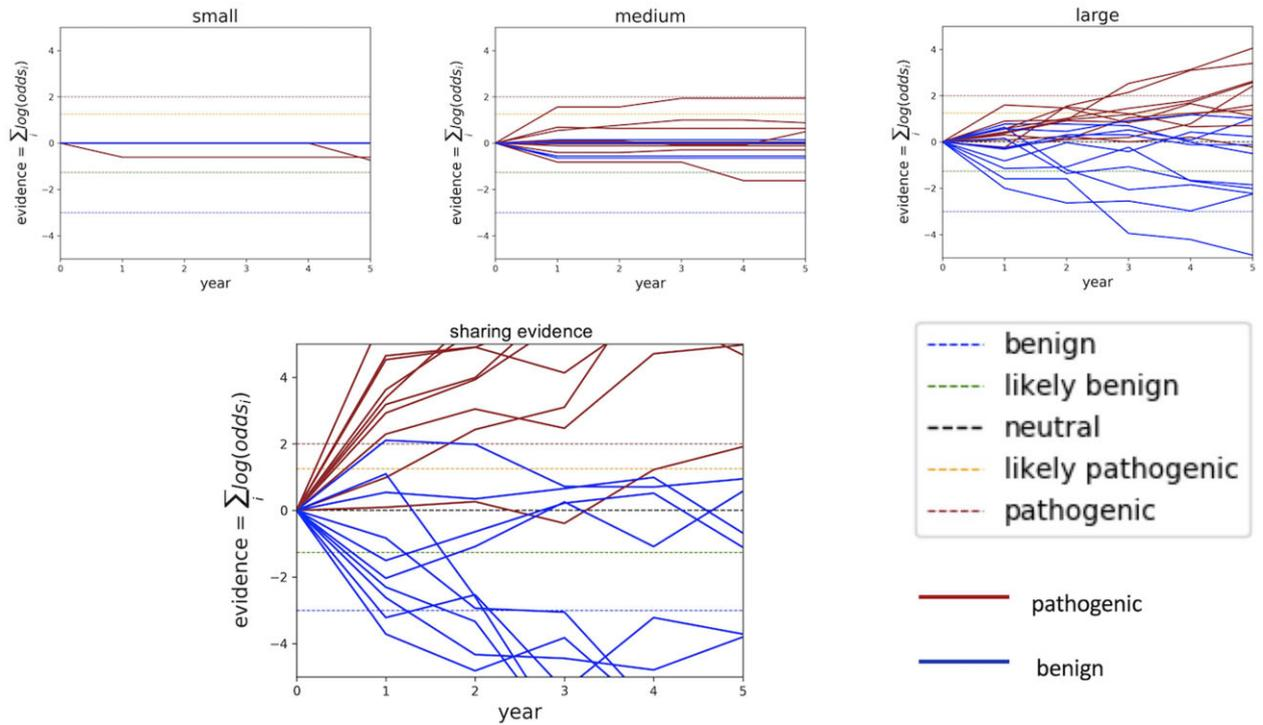 small
4
2
0
−2
−4
0 1 2 3 4 5
year
evidence = ∑ log(odds_i)
i
medium
4
2
0
−2
−4
0 1 2 3 4 5
year
evidence = ∑ log(odds_i)
i
large
4
2
0
−2
−4
0 1 2 3 4 5
year
evidence = ∑ log(odds_i)
i
sharing evidence
4
2
0
−2
−4
0 1 2 3 4 5
year
evidence = ∑ log(odds_i)
i
benign
likely benign
neutral
likely pathogenic
pathogenic
pathogenic
benign